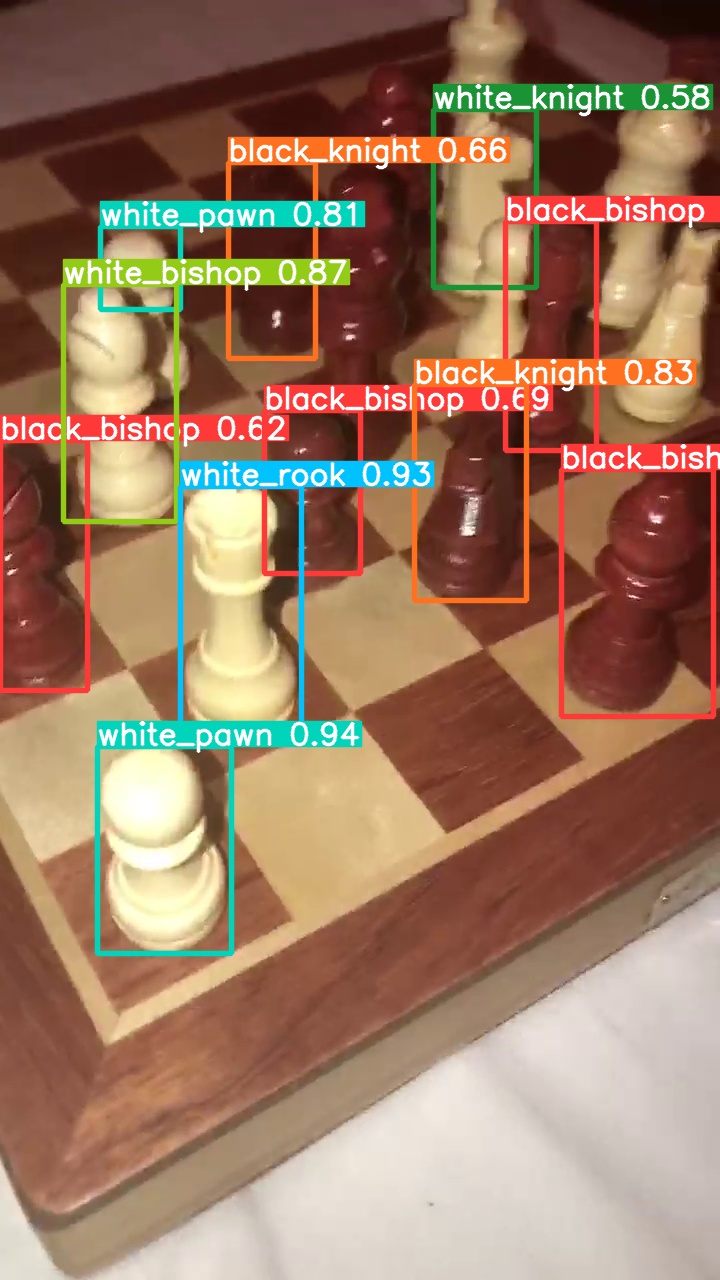 white_knight 0.58
black_knight 0.66
white_pawn 0.81
black_bishop
white_bishop 0.87
black_knight 0.83
black_bishop 0.69
black_bishop 0.62
black_bish
white_rook 0.93
white_pawn 0.94